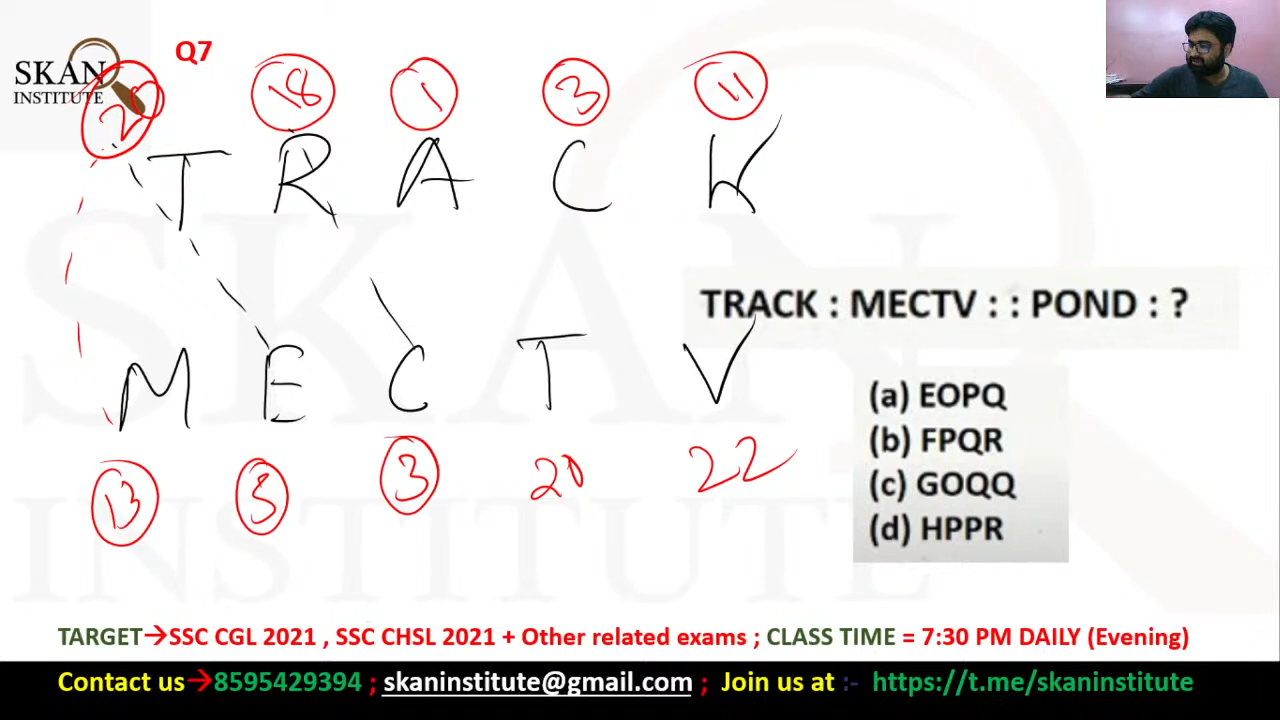 SKAN
INSTITUTE
Q7
20 18 1 3 11
T R A C K
M E C T V
13 5 3 20 22
TRACK : MECTV : : POND : ?
(a) EOPQ
(b) FPQR
(c) GOQQ
(d) HPPR
SKAN
INSTITUTE
TARGET→SSC CGL 2021 , SSC CHSL 2021 + Other related exams ; CLASS TIME = 7:30 PM DAILY (Evening)
Contact us→8595429394 ; skaninstitute@gmail.com ; Join us at :- https://t.me/skaninstitute